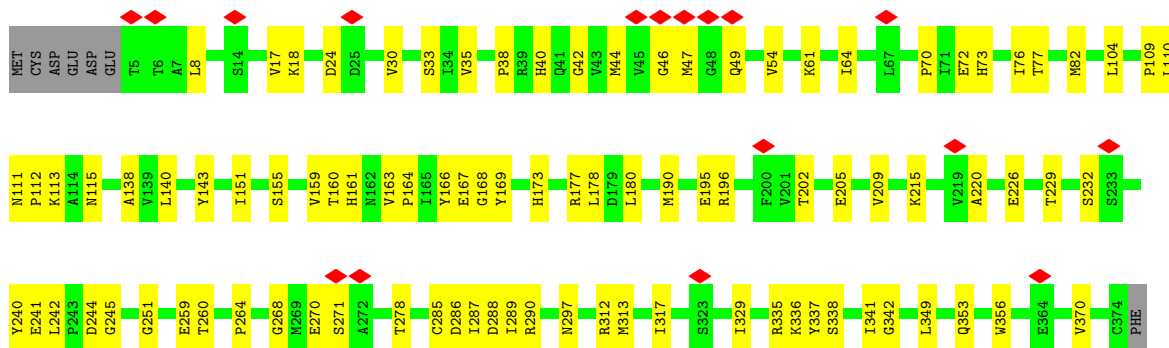 MET CYS ASP GLU ASP GLU T5 T6 A7 L8 S14 V17 K18 D24 D25 V30 S33 I34 V35 P38 R39 H40 Q41 G42 V43 M44 V45 G46 M47 G48 Q49 V54 K61 I64 L67 P70 I71 E72 H73 I76 T77 M82 L104 P109 L110
N111 P112 K113 A114 N115 A138 V139 L140 Y143 I151 S155 V159 T160 H161 N162 V163 P164 I165 Y166 E167 G168 Y169 H173 R177 L178 D179 L180 M190 E195 R196 F200 V201 T202 E205 V209 K215 V219 A220 E226 T229 S232 S233
Y240 E241 L242 P243 D244 G245 G251 E259 T260 P264 G268 M269 E270 S271 A272 T278 C285 D286 I287 D288 I289 R290 N297 R312 M313 I317 S323 I329 R335 K336 Y337 S338 I341 G342 L349 Q353 W356 E364 V370 C374 PHE